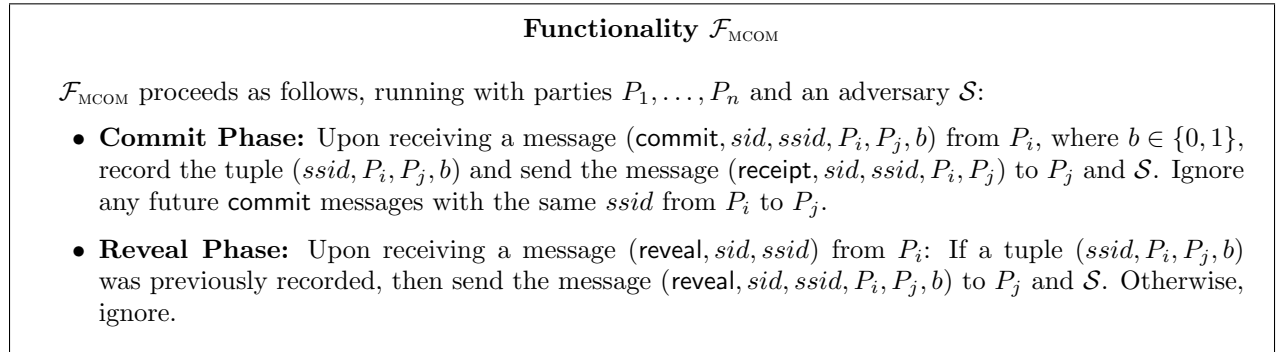 Functionality F_MCOM
F_MCOM proceeds as follows, running with parties P_1, . . . , P_n and an adversary S:
• Commit Phase: Upon receiving a message (commit, sid, ssid, P_i, P_j, b) from P_i, where b ∈ {0, 1},
record the tuple (ssid, P_i, P_j, b) and send the message (receipt, sid, ssid, P_i, P_j) to P_j and S. Ignore
any future commit messages with the same ssid from P_i to P_j.
• Reveal Phase: Upon receiving a message (reveal, sid, ssid) from P_i: If a tuple (ssid, P_i, P_j, b)
was previously recorded, then send the message (reveal, sid, ssid, P_i, P_j, b) to P_j and S. Otherwise,
ignore.